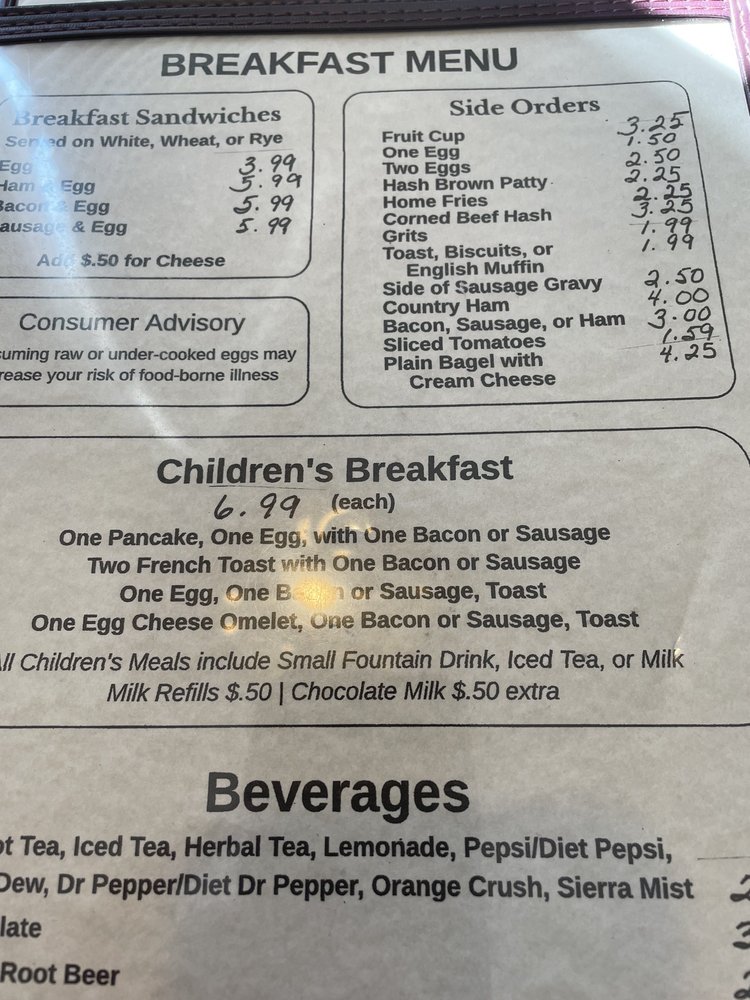 BREAKFAST MENU
Breakfast Sandwiches
Served on White, Wheat, or Rye
Egg 3.99
Ham & Egg 5.99
Bacon & Egg 5.99
ausage & Egg 5.99
Add $.50 for Cheese
Consumer Advisory
suming raw or under-cooked eggs may
rease your risk of food-borne illness
Side Orders
Fruit Cup 3.25
One Egg 1.50
Two Eggs 2.50
Hash Brown Patty 2.25
Home Fries 2.25
Corned Beef Hash 3.25
Grits 1.99
Toast, Biscuits, or 1.99
English Muffin
Side of Sausage Gravy 2.50
Country Ham 4.00
Bacon, Sausage, or Ham 3.00
Sliced Tomatoes 1.59
Plain Bagel with 4.25
Cream Cheese
Children's Breakfast
6.99 (each)
One Pancake, One Egg, with One Bacon or Sausage
Two French Toast with One Bacon or Sausage
One Egg, One Bacon or Sausage, Toast
One Egg Cheese Omelet, One Bacon or Sausage, Toast
All Children's Meals include Small Fountain Drink, Iced Tea, or Milk
Milk Refills $.50 | Chocolate Milk $.50 extra
Beverages
ot Tea, Iced Tea, Herbal Tea, Lemonade, Pepsi/Diet Pepsi,
Dew, Dr Pepper/Diet Dr Pepper, Orange Crush, Sierra Mist
late
Root Beer